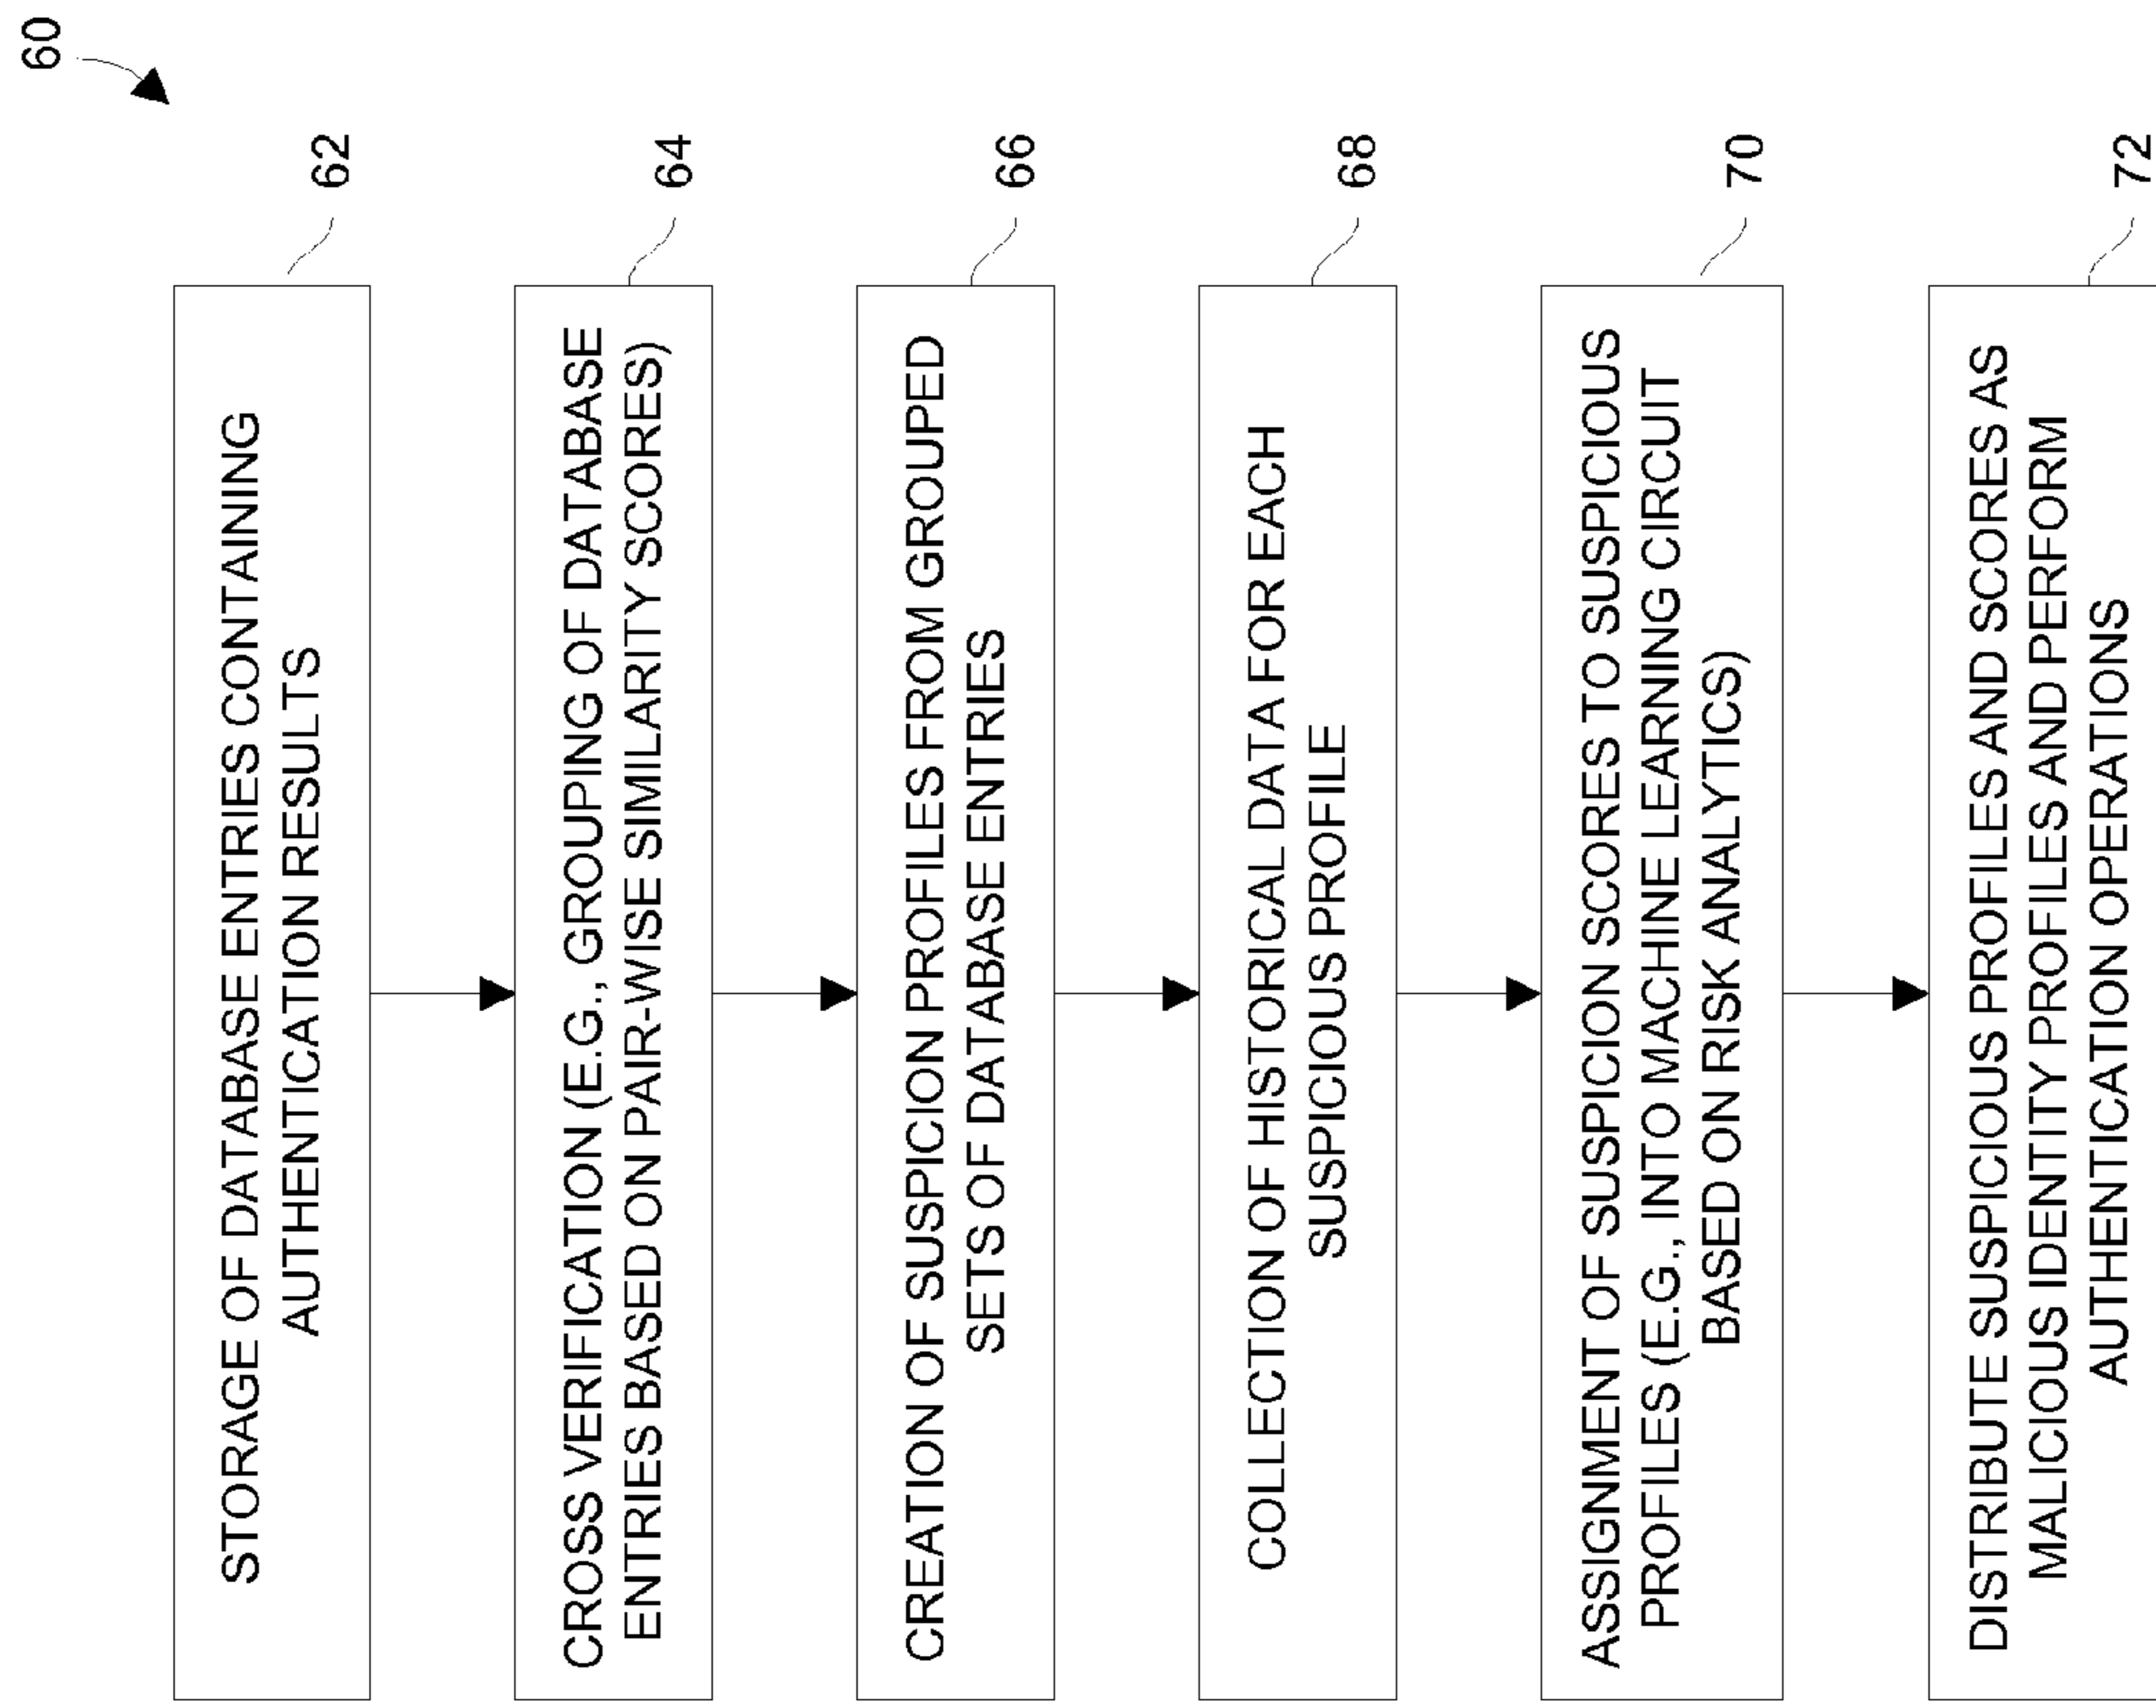 60
STORAGE OF DATABASE ENTRIES CONTAINING
AUTHENTICATION RESULTS
62
CROSS VERIFICATION (E.G., GROUPING OF DATABASE
ENTRIES BASED ON PAIR-WISE SIMILARITY SCORES)
64
CREATION OF SUSPICION PROFILES FROM GROUPED
SETS OF DATABASE ENTRIES
66
COLLECTION OF HISTORICAL DATA FOR EACH
SUSPICIOUS PROFILE
68
ASSIGNMENT OF SUSPICION SCORES TO SUSPICIOUS
PROFILES (E.G., INTO MACHINE LEARNING CIRCUIT
BASED ON RISK ANALYTICS)
70
DISTRIBUTE SUSPICIOUS PROFILES AND SCORES AS
MALICIOUS IDENTITY PROFILES AND PERFORM
AUTHENTICATION OPERATIONS
72